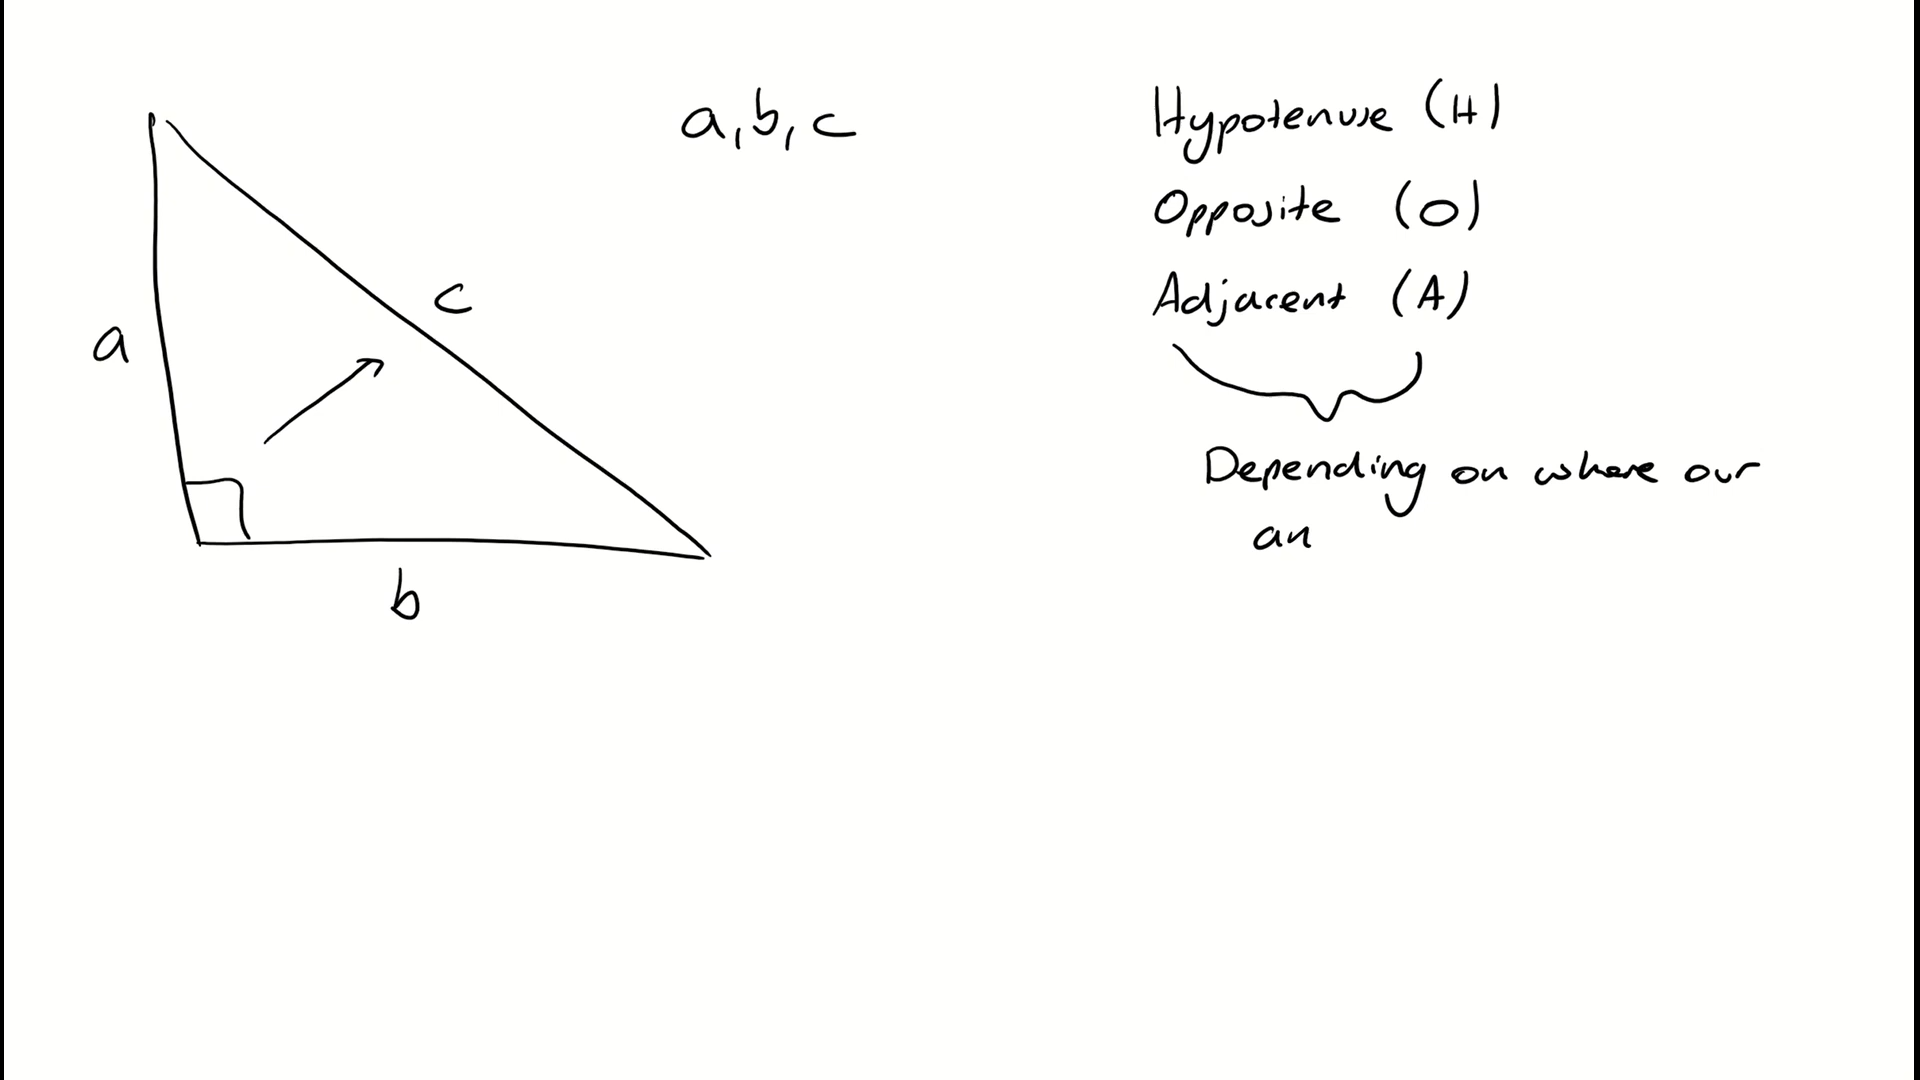 a, b, c
Hypotenuse (H)
Opposite (O)
Adjacent (A)
c
a
Depending on where our
an
b